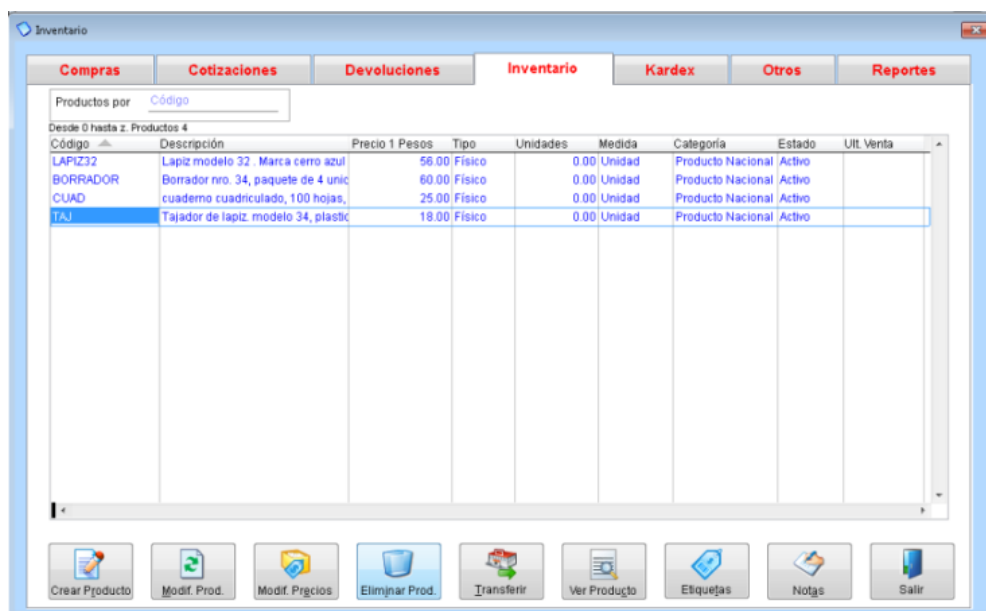 Inventario
Compras Cotizaciones Devoluciones Inventario Kardex Otros Reportes
Productos por Código
Desde 0 hasta z. Productos 4
Código Descripción Precio 1 Pesos Tipo Unidades Medida Categoría Estado Ult. Venta
LAPIZ32 Lapiz modelo 32 . Marca cerro azul 56.00 Físico 0.00 Unidad Producto Nacional Activo
BORRADOR Borrador nro. 34, paquete de 4 unic 60.00 Físico 0.00 Unidad Producto Nacional Activo
CUAD cuaderno cuadriculado, 100 hojas, 25.00 Físico 0.00 Unidad Producto Nacional Activo
TAJ Tajador de lapiz. modelo 34, plastic 18.00 Físico 0.00 Unidad Producto Nacional Activo
Crear Producto Modif. Prod. Modif. Precios Eliminar Prod. Transferir Ver Producto Etiquetas Notas Salir